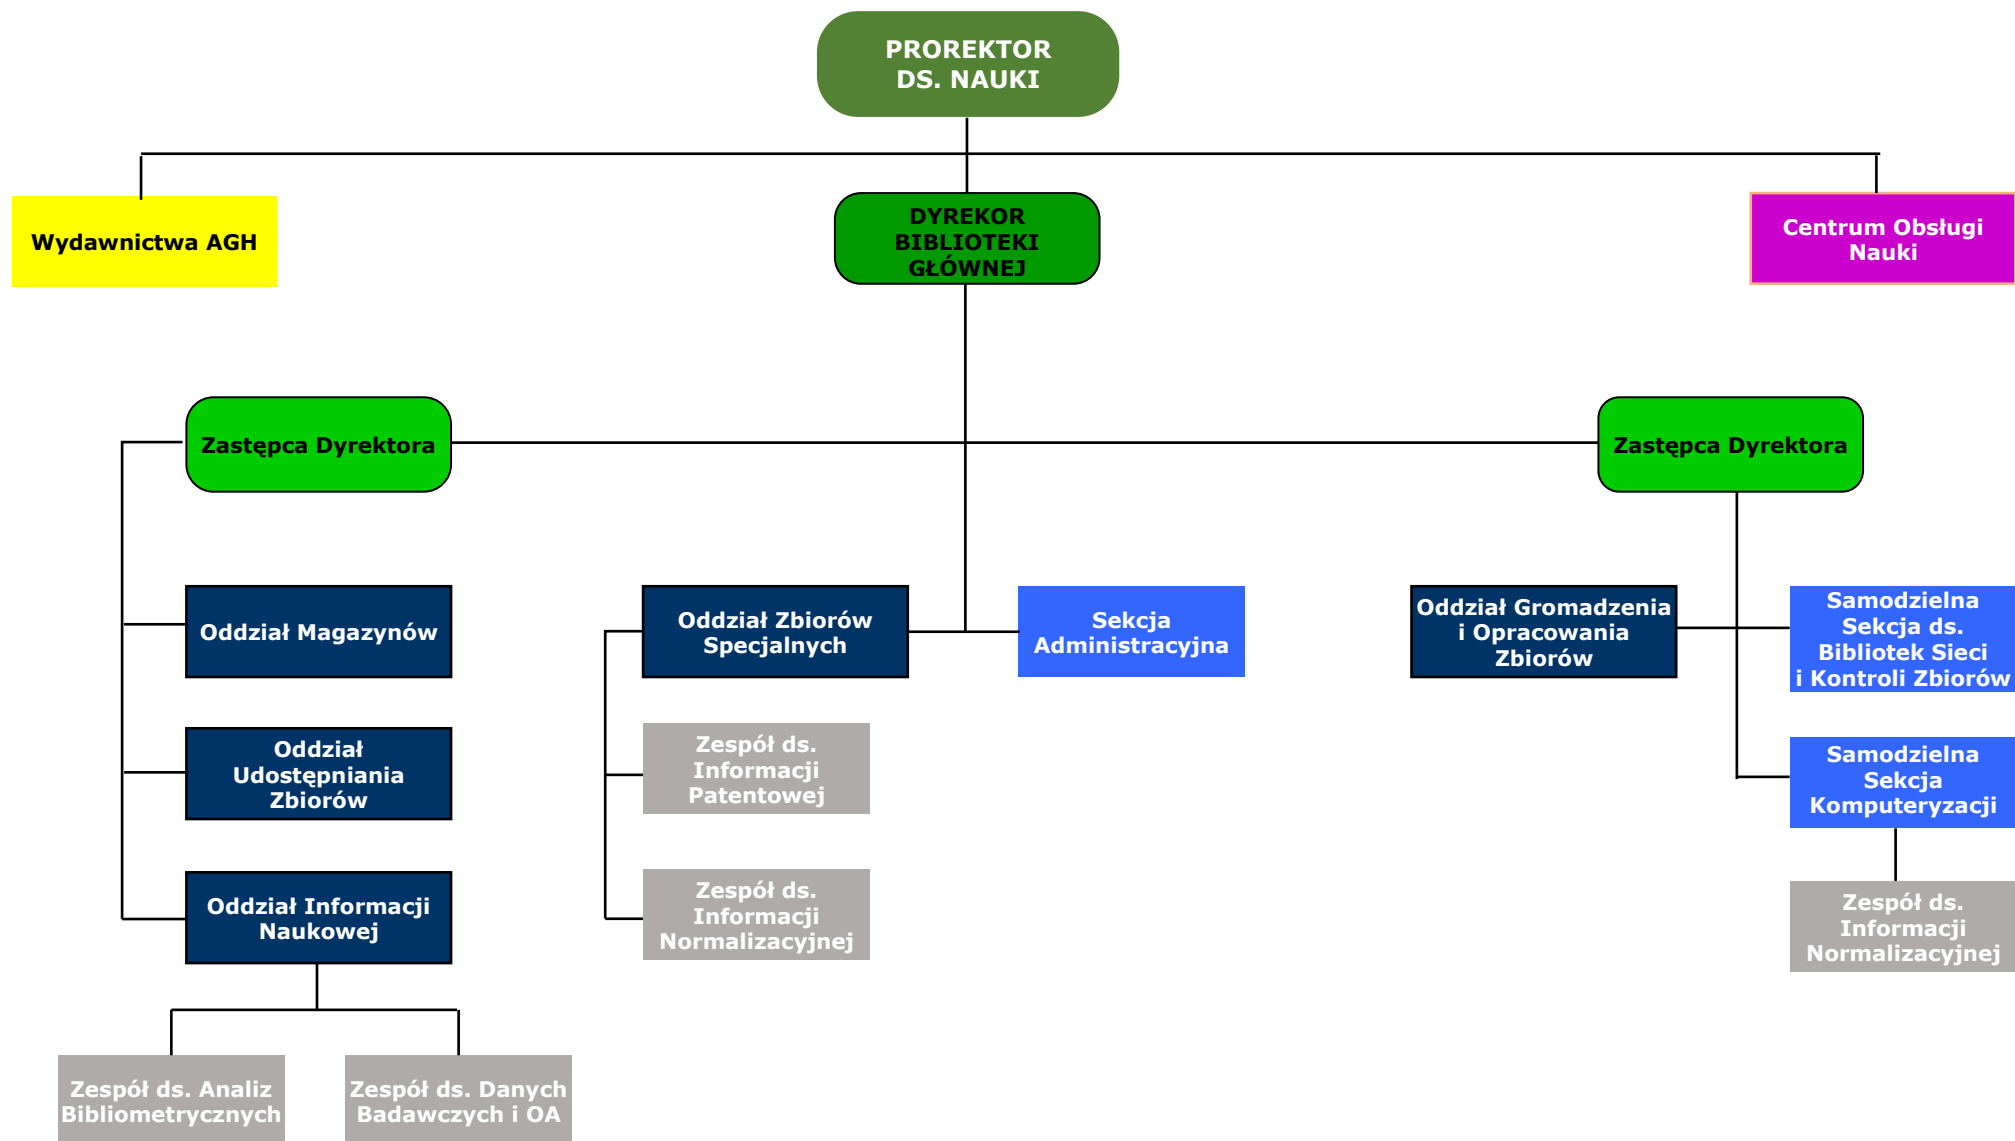 PROREKTOR
DS. NAUKI
Wydawnictwa AGH
DYREKOR
BIBLIOTEKI
GŁÓWNEJ
Centrum Obsługi
Nauki
Zastępca Dyrektora
Zastępca Dyrektora
Oddział Magazynów
Oddział Zbiorów
Specjalnych
Sekcja
Administracyjna
Oddział Gromadzenia
i Opracowania
Zbiorów
Samodzielna
Sekcja ds.
Bibliotek Sieci
i Kontroli Zbiorów
Oddział
Udostępniania
Zbiorów
Zespół ds.
Informacji
Patentowej
Samodzielna
Sekcja
Komputeryzacji
Oddział Informacji
Naukowej
Zespół ds.
Informacji
Normalizacyjnej
Zespół ds.
Informacji
Normalizacyjnej
Zespół ds. Analiz
Bibliometrycznych
Zespół ds. Danych
Badawczych i OA